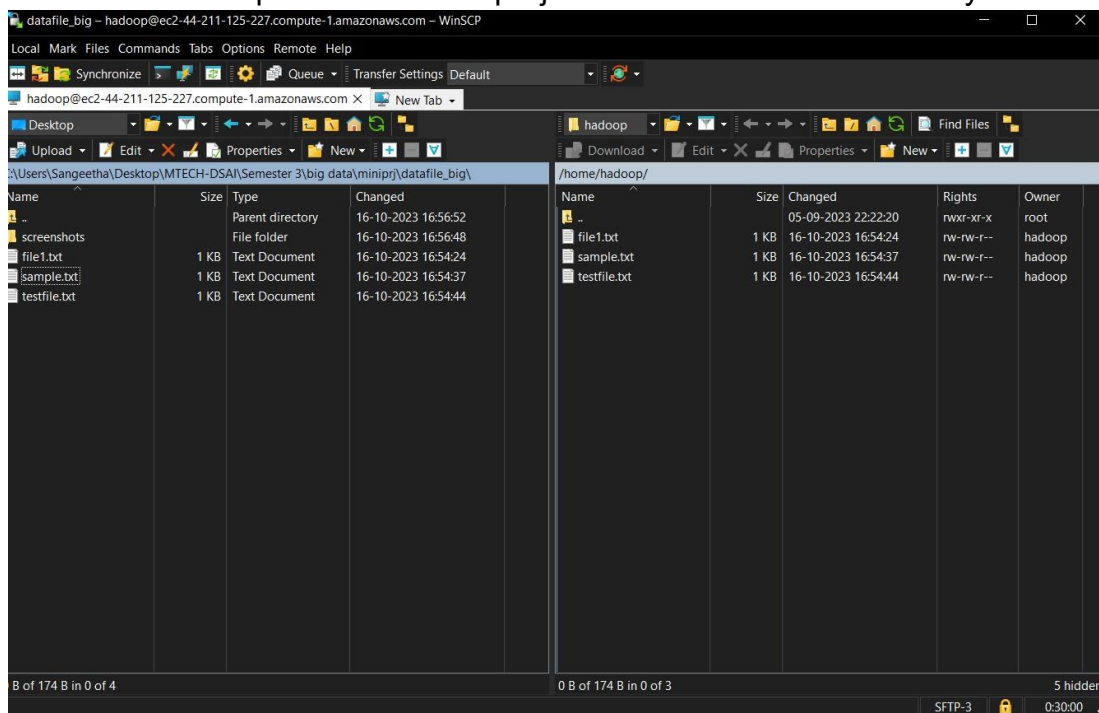 datafile_big – hadoop@ec2-44-211-125-227.compute-1.amazonaws.com – WinSCP
Local Mark Files Commands Tabs Options Remote Help
Synchronize Queue Transfer Settings Default
hadoop@ec2-44-211-125-227.compute-1.amazonaws.com × New Tab
Desktop hadoop Find Files
Upload Edit Properties New Download Edit Properties New
:\Users\Sangeetha\Desktop\MTECH-DSAI\Semester 3\big data\miniprj\datafile_big\ /home/hadoop/
Name Size Type Changed Name Size Changed Rights Owner
.. Parent directory 16-10-2023 16:56:52 .. 05-09-2023 22:22:20 rwxr-xr-x root
screenshots File folder 16-10-2023 16:56:48 file1.txt 1 KB 16-10-2023 16:54:24 rw-rw-r-- hadoop
file1.txt 1 KB Text Document 16-10-2023 16:54:24 sample.txt 1 KB 16-10-2023 16:54:37 rw-rw-r-- hadoop
sample.txt 1 KB Text Document 16-10-2023 16:54:37 testfile.txt 1 KB 16-10-2023 16:54:44 rw-rw-r-- hadoop
testfile.txt 1 KB Text Document 16-10-2023 16:54:44
B of 174 B in 0 of 4 0 B of 174 B in 0 of 3 5 hidden
SFTP-3 0:30:00